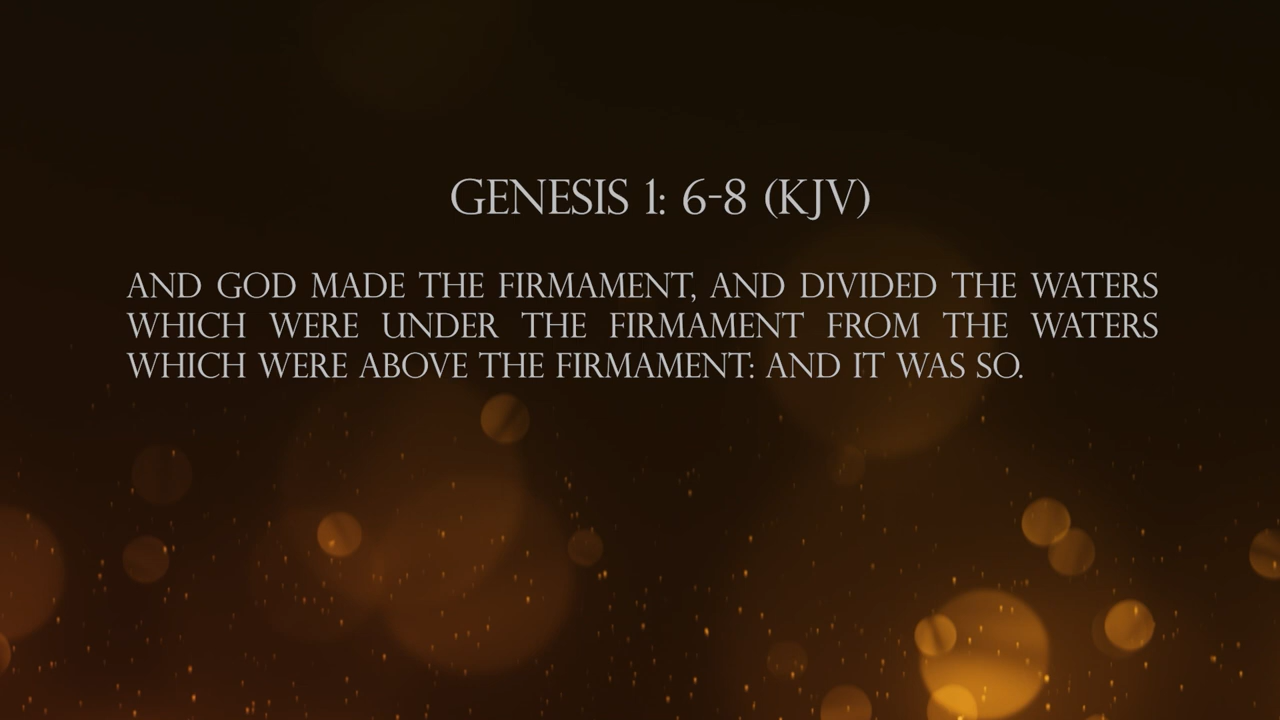 GENESIS 1: 6-8 (KJV)
AND GOD MADE THE FIRMAMENT, AND DIVIDED THE WATERS
WHICH WERE UNDER THE FIRMAMENT FROM THE WATERS
WHICH WERE ABOVE THE FIRMAMENT: AND IT WAS SO.